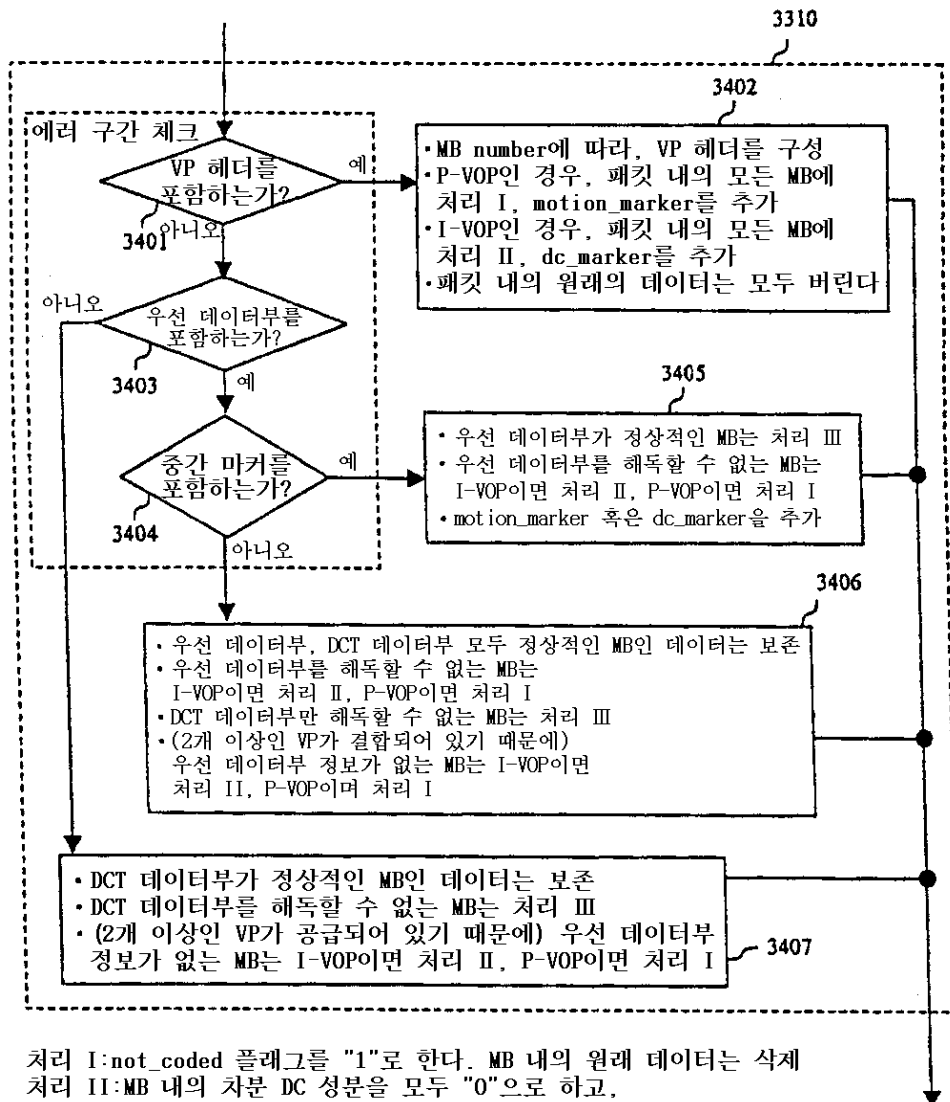 3310
에러 구간 체크
VP 헤더를
포함하는가?
예
3401
아니오
3402
·MB number에 따라, VP 헤더를 구성
·P-VOP인 경우, 패킷 내의 모든 MB에
처리 I, motion_marker를 추가
·I-VOP인 경우, 패킷 내의 모든 MB에
처리 II, dc_marker를 추가
·패킷 내의 원래의 데이터는 모두 버린다
아니오
우선 데이터부를
포함하는가?
3403
예
중간 마커를
포함하는가?
예
3404
아니오
3405
· 우선 데이터부가 정상적인 MB는 처리 III
· 우선 데이터부를 해독할 수 없는 MB는
I-VOP이면 처리 II, P-VOP이면 처리 I
· motion_marker 혹은 dc_marker을 추가
3406
· 우선 데이터부, DCT 데이터부 모두 정상적인 MB인 데이터는 보존
· 우선 데이터부를 해독할 수 없는 MB는
I-VOP이면 처리 II, P-VOP이면 처리 I
·DCT 데이터부만 해독할 수 없는 MB는 처리 III
·(2개 이상인 VP가 결합되어 있기 때문에)
우선 데이터부 정보가 없는 MB는 I-VOP이면
처리 II, P-VOP이며 처리 I
·DCT 데이터부가 정상적인 MB인 데이터는 보존
·DCT 데이터부를 해독할 수 없는 MB는 처리 III
·(2개 이상인 VP가 공급되어 있기 때문에) 우선 데이터부
정보가 없는 MB는 I-VOP이면 처리 II, P-VOP이면 처리 I
3407
처리 I:not_coded 플래그를 "1"로 한다. MB 내의 원래 데이터는 삭제
처리 II:MB 내의 차분 DC 성분을 모두 "0"으로 하고,